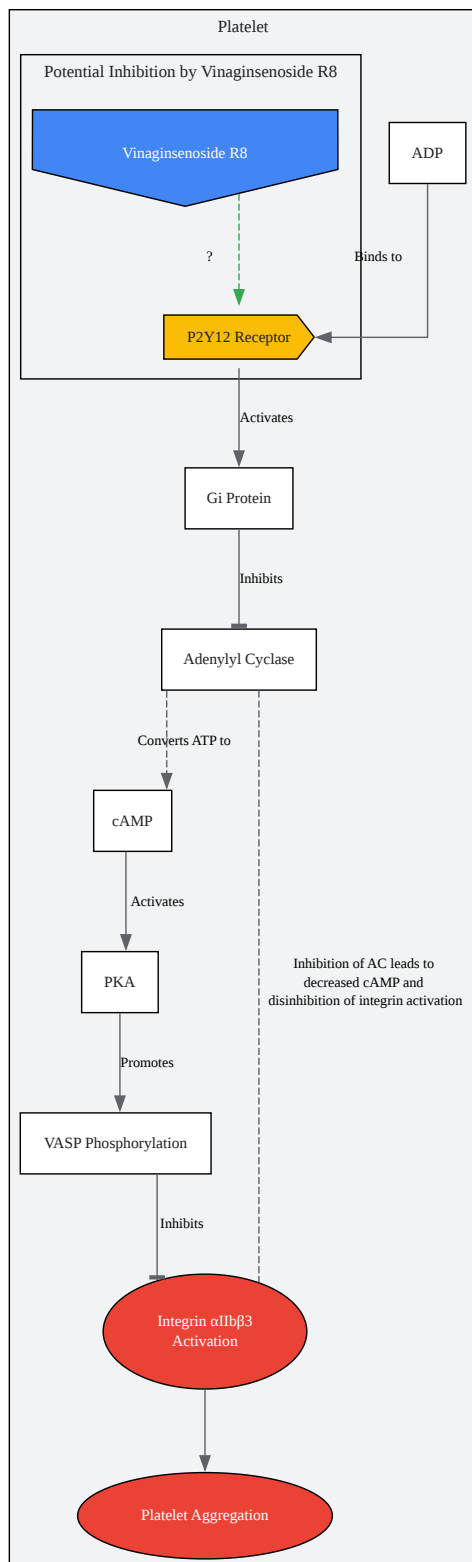 Platelet
Potential Inhibition by Vinaginsenoside R8
Vinaginsenoside R8
ADP
?
Binds to
P2Y12 Receptor
Activates
Gi Protein
Inhibits
Adenylyl Cyclase
Converts ATP to
cAMP
Activates
Inhibition of AC leads to
decreased cAMP and
disinhibition of integrin activation
PKA
Promotes
VASP Phosphorylation
Inhibits
Integrin αIIbβ3
Activation
Platelet Aggregation